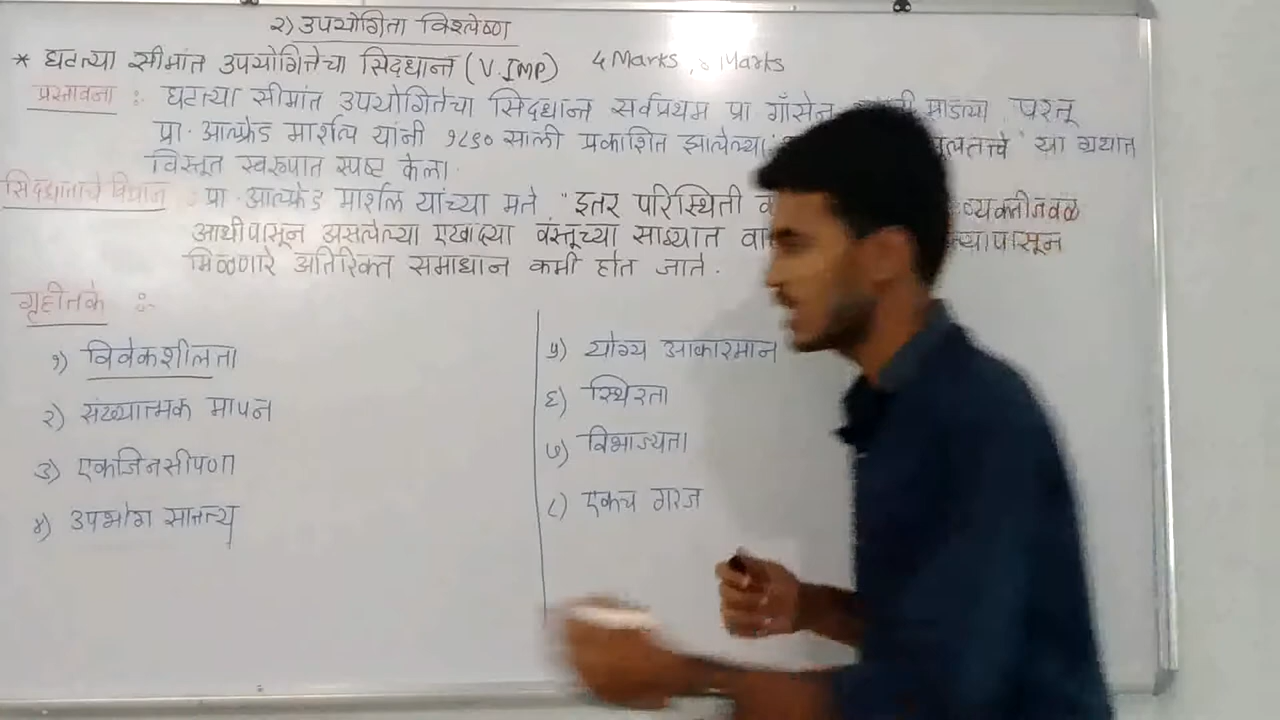 २) उपयोगिता विश्लेषण
* घटत्या सीमांत उपयोगितेचा सिद्धान्त (V.IMP) 4 Marks, Marks
प्रस्तावना :- घटत्या सीमांत उपयोगितेचा सिद्धान्त सर्वप्रथम प्रा गॉसेन मांडला परंतू
प्रा. आल्फ्रेड मार्शल यांनी १८९० साली प्रकाशित झालेल्या मूलतत्त्वे" या ग्रंथात
विस्तृत स्वरूपात स्पष्ट केला.
सिद्धांताचे विधान : प्रा. आल्फ्रेड मार्शल यांच्या मते "इतर परिस्थिती व्यक्तीजवळ
आधीपासून असलेल्या एखाद्या वस्तूच्या साठ्यात
मिळणारे अतिरिक्त समाधान कमी होत जाते.
गृहीतके :-
१) विवेकशीलता
२) संख्यात्मक मापन
३) एकजिनसीपणा
४) उपभोग सातत्य
५) योग्य आकारमान
६) स्थिरता
७) विभाज्यता
८) एकच गरज